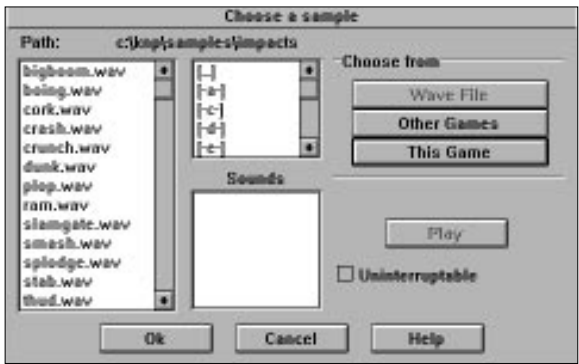 Choose a sample
Path: c:\knp\samples\impacts
bigboom.wav
boing.wav
cork.wav
crash.wav
crunch.wav
dunk.wav
plop.wav
ram.wav
slamgate.wav
smash.wav
splodge.wav
stab.wav
thud.wav
[..]
[-a-]
[-c-]
[-d-]
[-e-]
Sounds
Choose from
Wave File
Other Games
This Game
Play
Uninterruptable
Ok
Cancel
Help